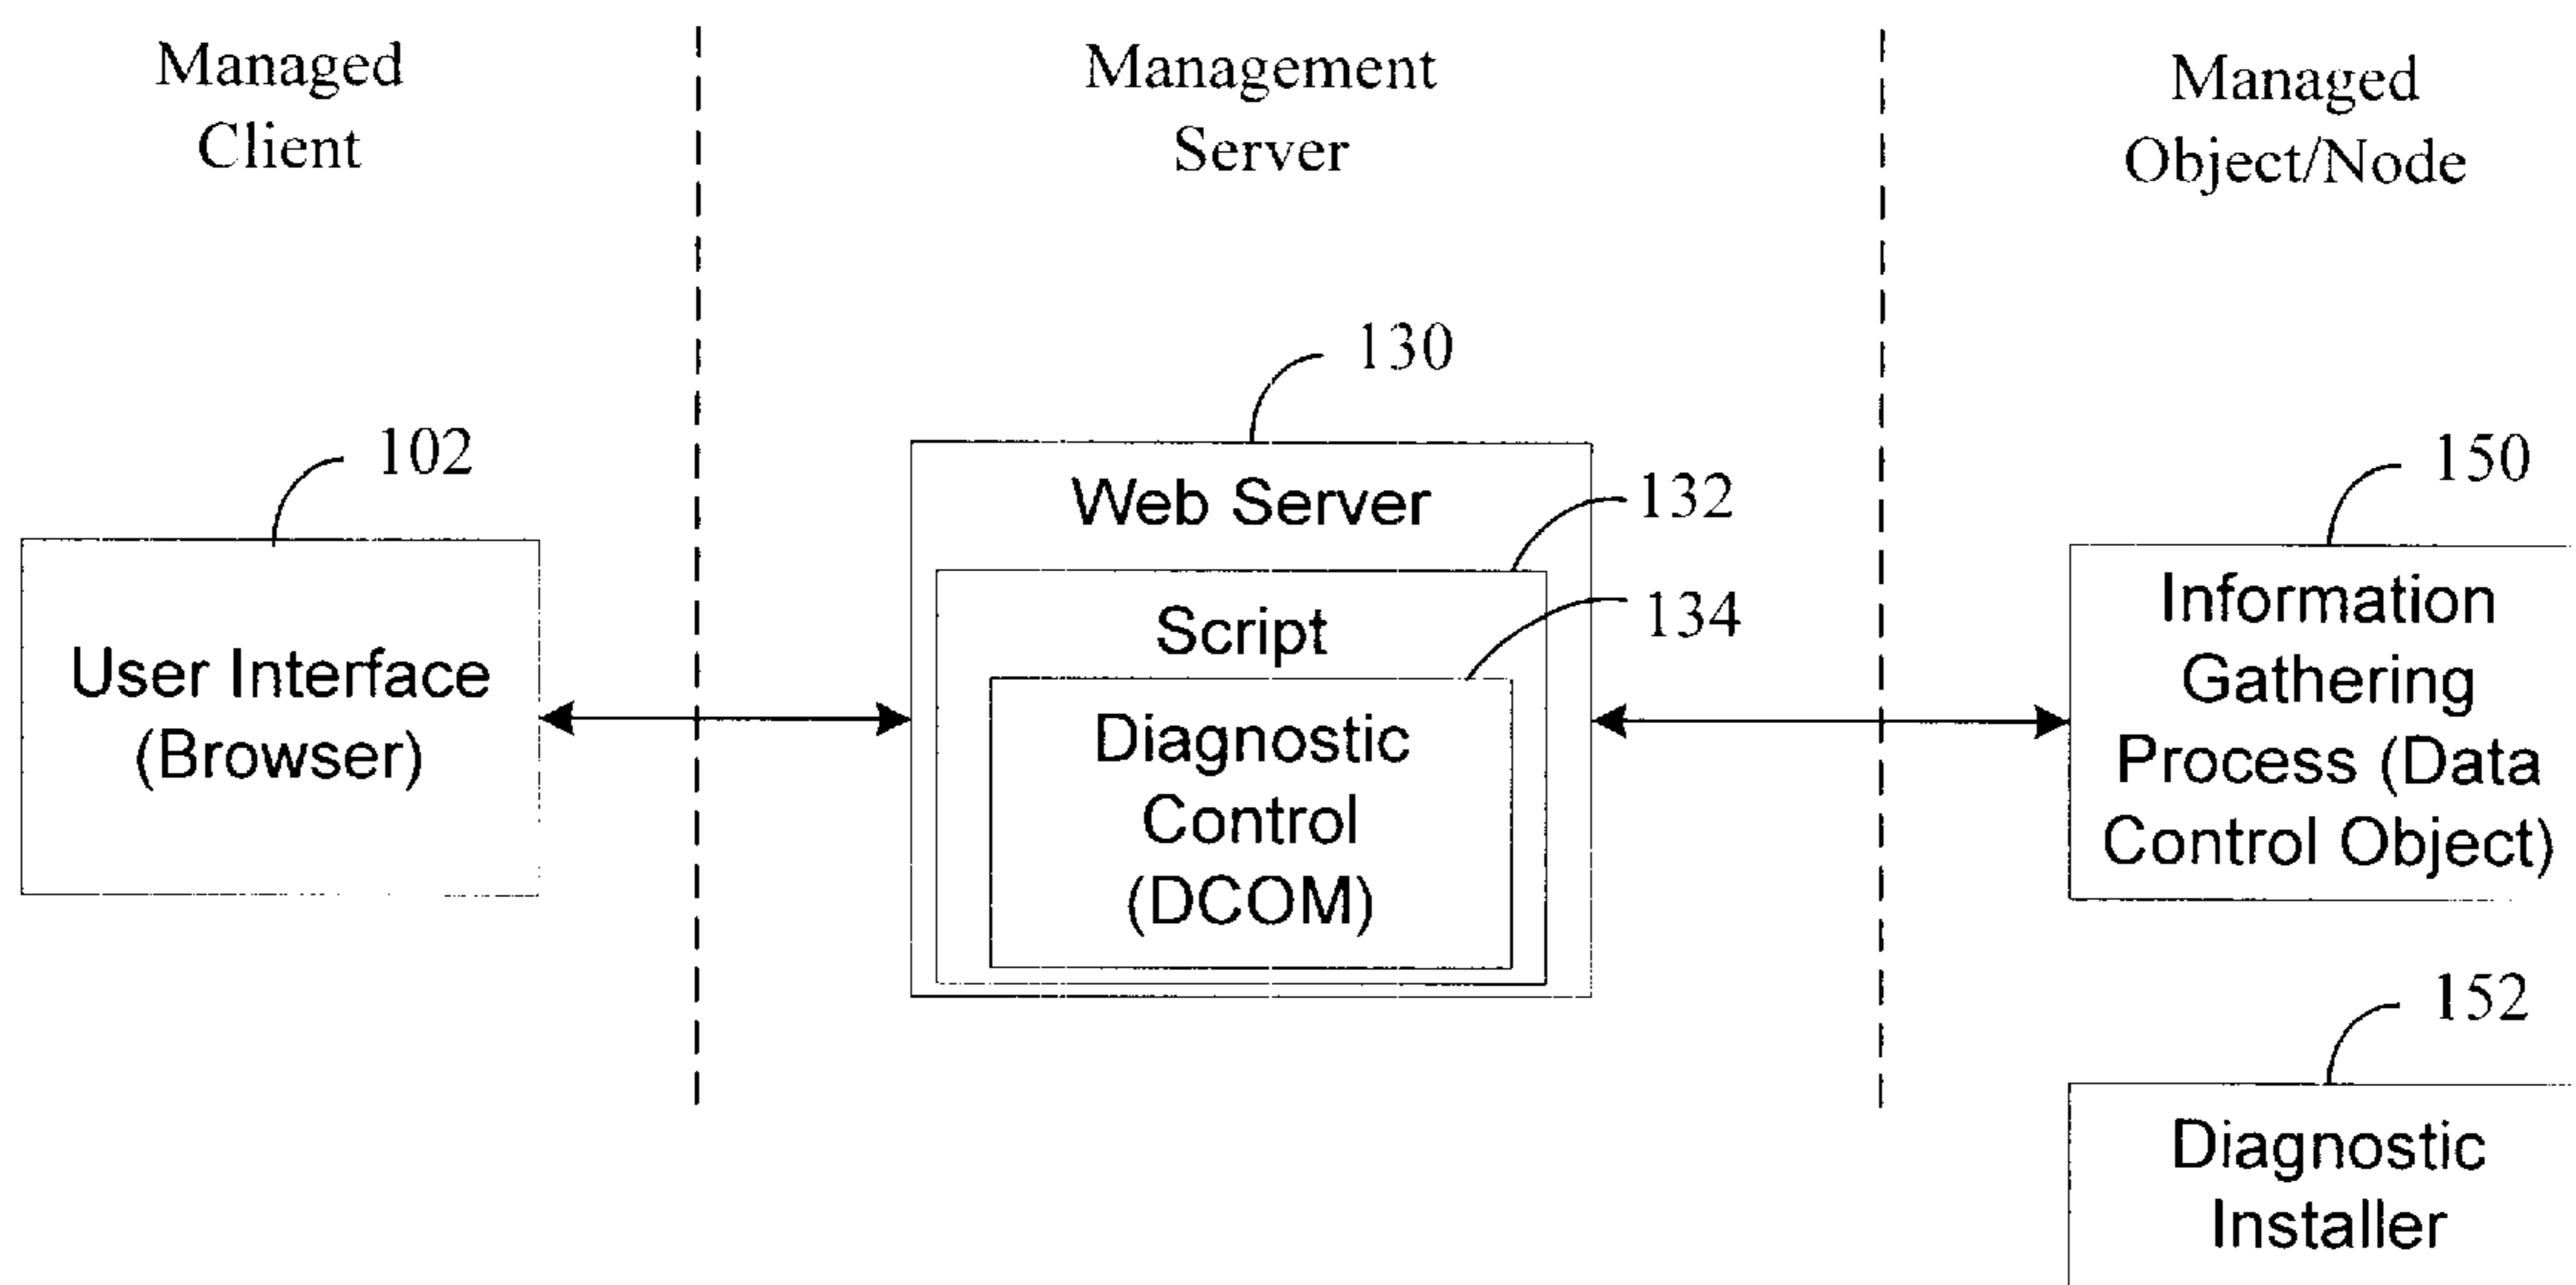 Managed
Client
Management
Server
Managed
Object/Node
102
User Interface
(Browser)
130
Web Server
132
Script
134
Diagnostic
Control
(DCOM)
150
Information
Gathering
Process (Data
Control Object)
152
Diagnostic
Installer